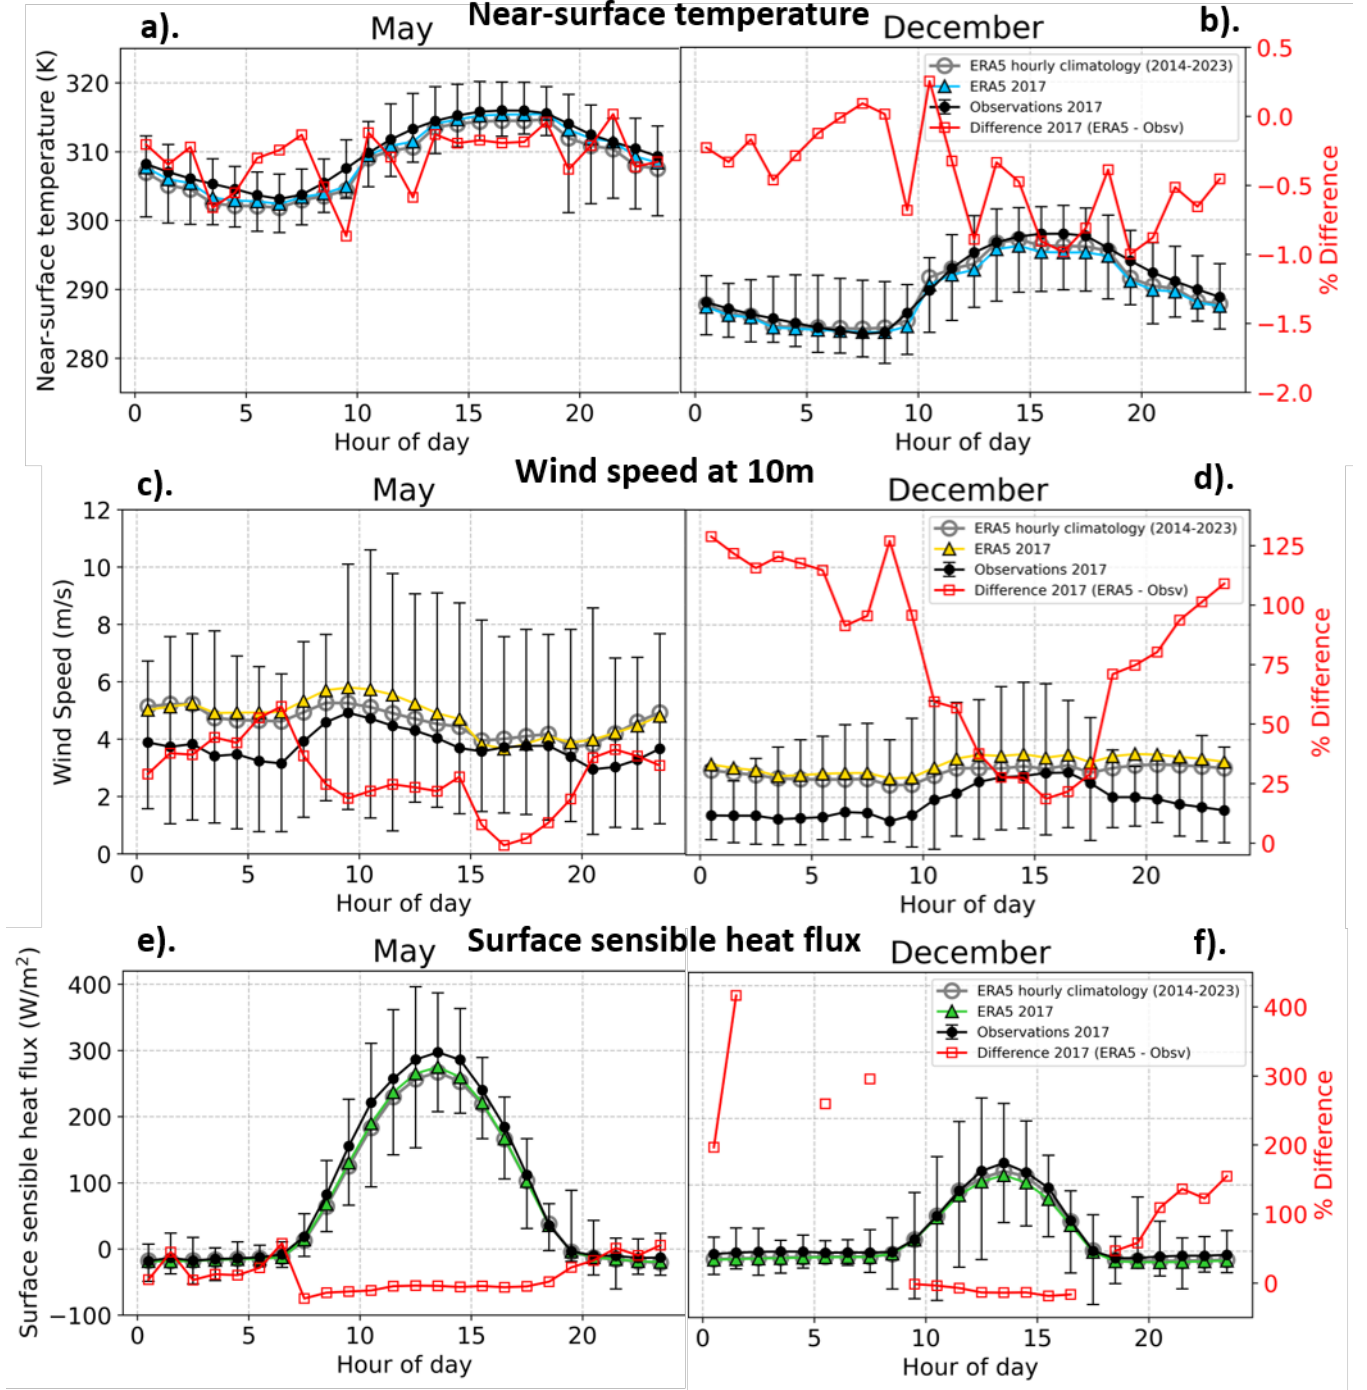 Near-surface temperature
a).
May
December
b).
Near-surface temperature (K)
320
310
300
290
280
0
5
10
15
20
Hour of day
ERA5 hourly climatology (2014-2023)
ERA5 2017
Observations 2017
Difference 2017 (ERA5 - Obsv)
0
5
10
15
20
Hour of day
0.5
0.0
−0.5
−1.0
−1.5
−2.0
% Difference
Wind speed at 10m
c).
May
December
d).
Wind Speed (m/s)
12
10
8
6
4
2
0
0
5
10
15
20
Hour of day
ERA5 hourly climatology (2014-2023)
ERA5 2017
Observations 2017
Difference 2017 (ERA5 - Obsv)
0
5
10
15
20
Hour of day
125
100
75
50
25
0
% Difference
Surface sensible heat flux
e).
May
December
f).
Surface sensible heat flux (W/m²)
400
300
200
100
0
−100
0
5
10
15
20
Hour of day
ERA5 hourly climatology (2014-2023)
ERA5 2017
Observations 2017
Difference 2017 (ERA5 - Obsv)
0
5
10
15
20
Hour of day
400
300
200
100
0
% Difference